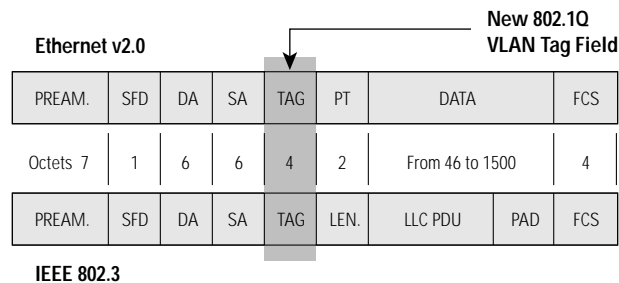 New 802.1Q
VLAN Tag Field
Ethernet v2.0
PREAM. SFD DA SA TAG PT DATA FCS
Octets 7 1 6 6 4 2 From 46 to 1500 4
PREAM. SFD DA SA TAG LEN. LLC PDU PAD FCS
IEEE 802.3